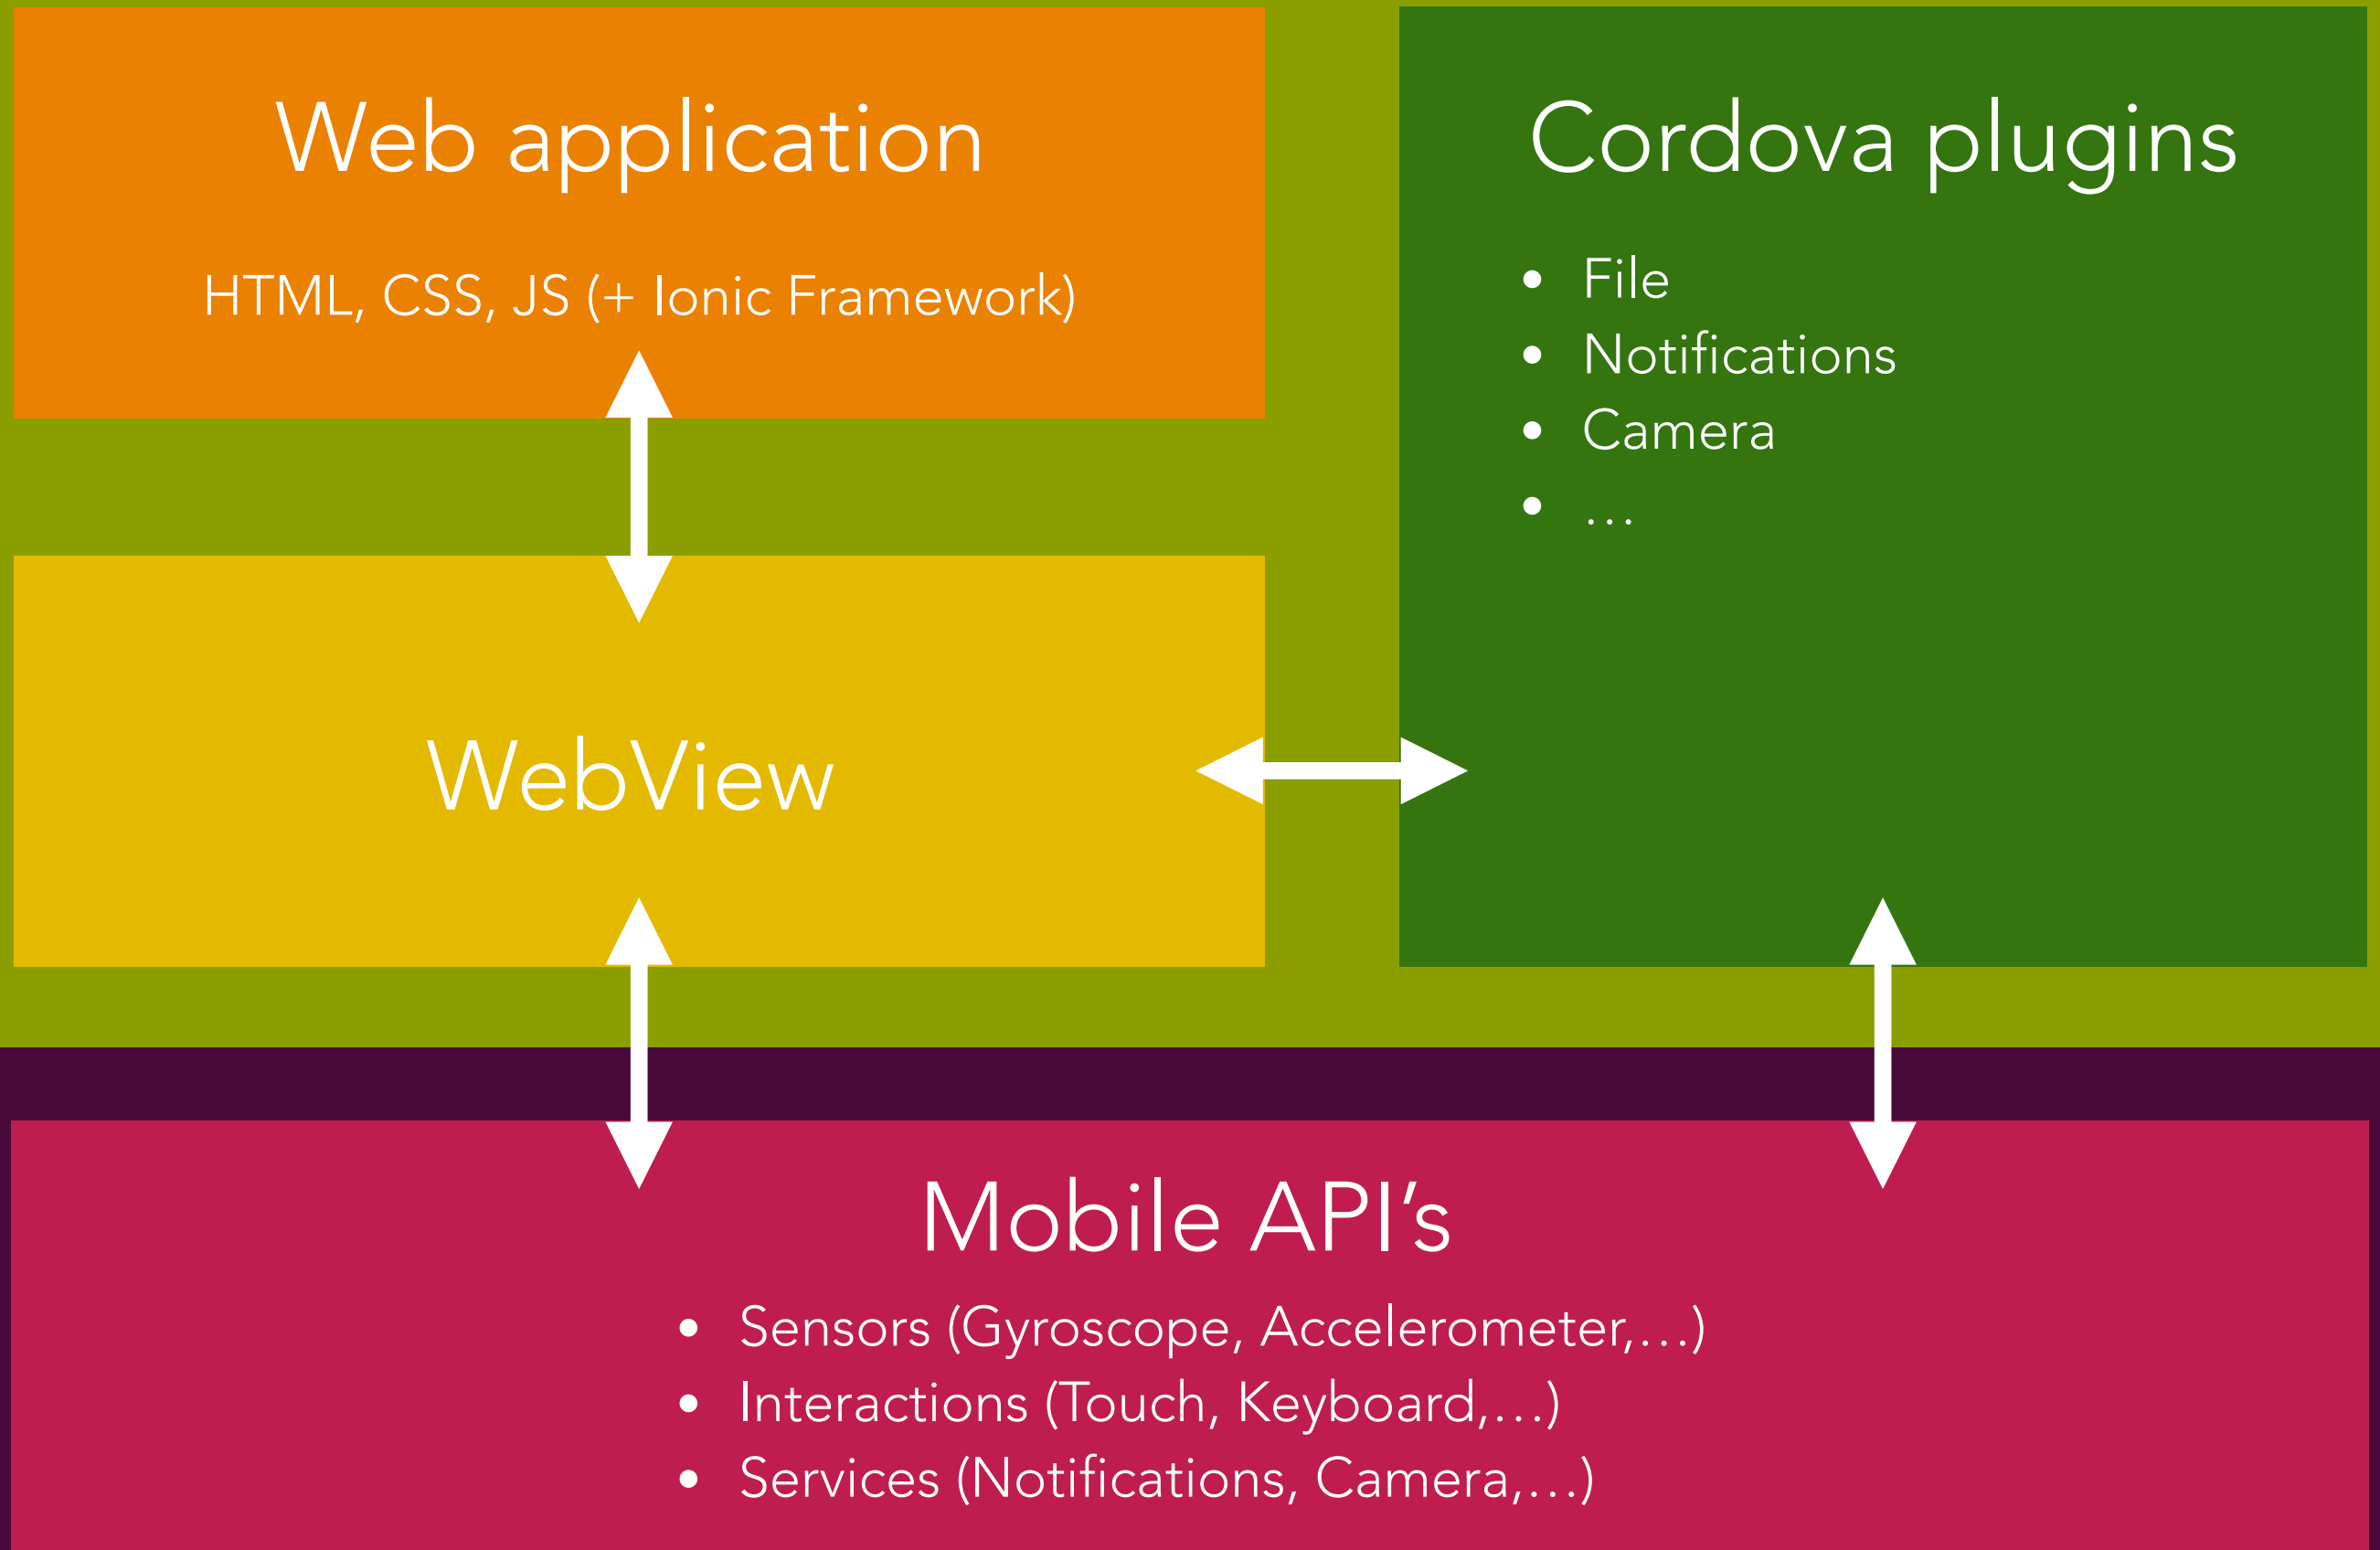 Web application
HTML, CSS, JS (+ Ionic Framework)
WebView
Cordova plugins
• File
• Notifications
• Camera
• …
Mobile API’s
• Sensors (Gyroscope, Accelerometer,…)
• Interactions (Touch, Keyboard,…)
• Services (Notifications, Camera,…)